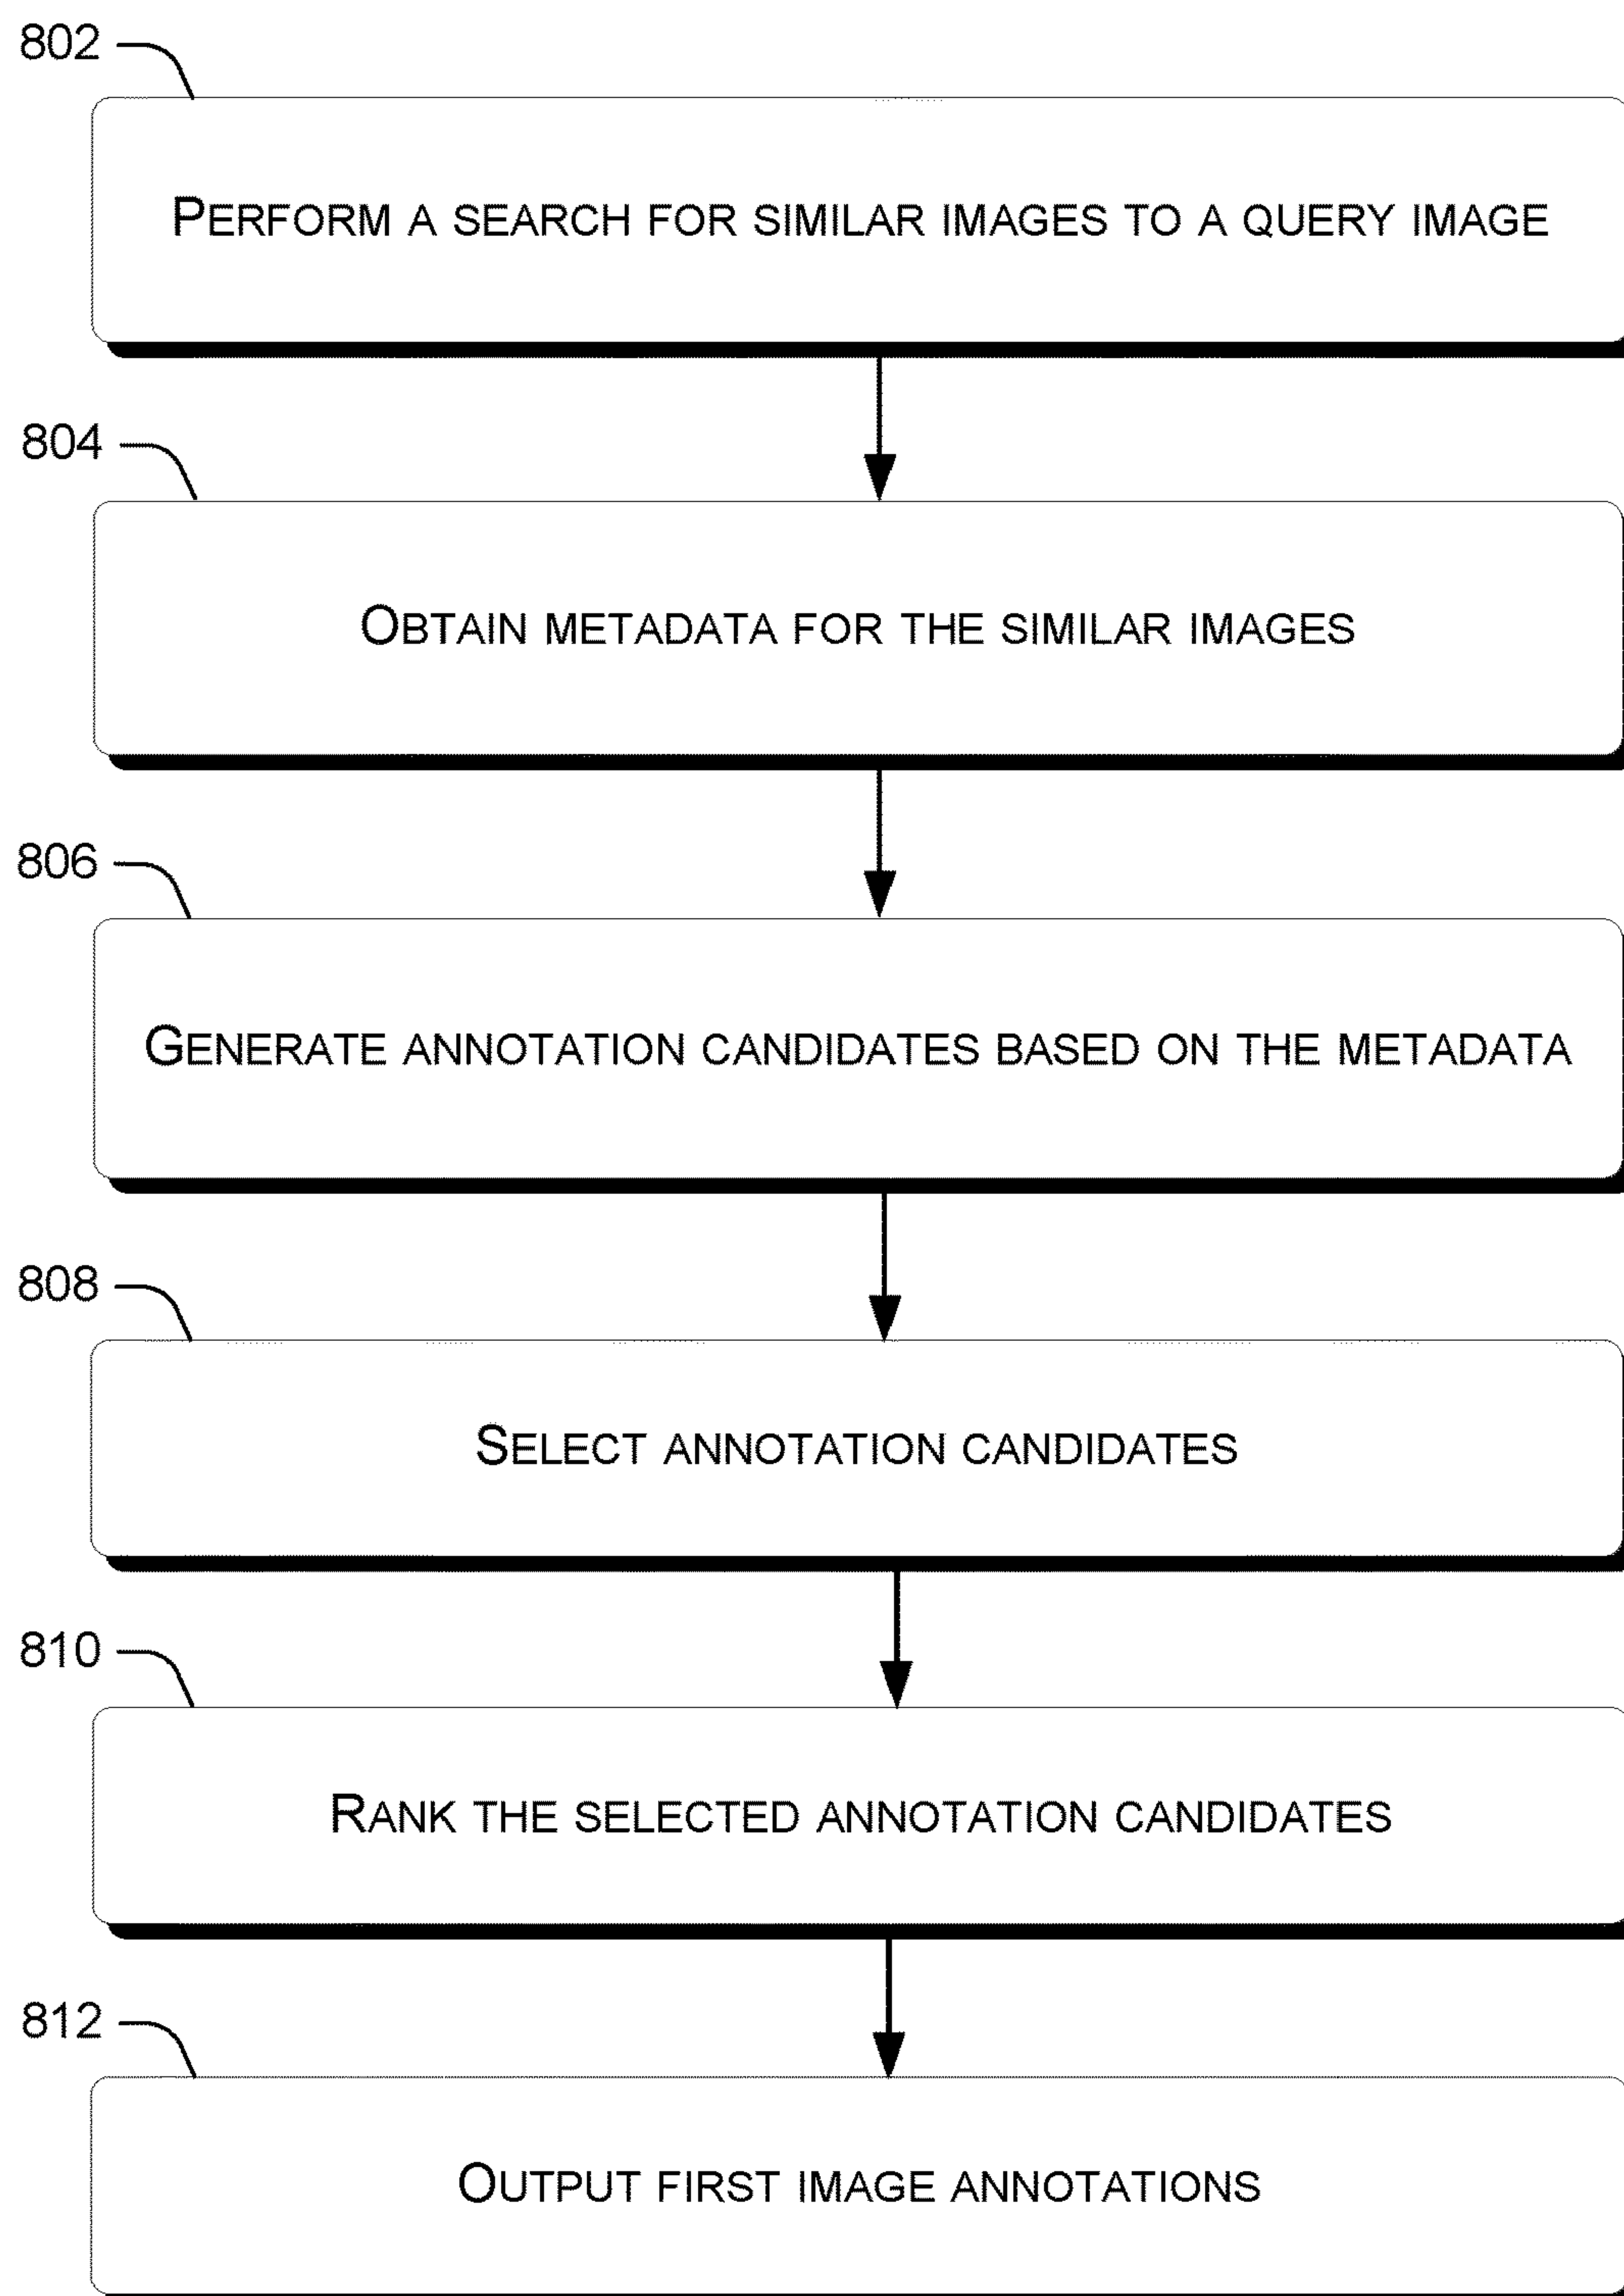 802
PERFORM A SEARCH FOR SIMILAR IMAGES TO A QUERY IMAGE
804
OBTAIN METADATA FOR THE SIMILAR IMAGES
806
GENERATE ANNOTATION CANDIDATES BASED ON THE METADATA
808
SELECT ANNOTATION CANDIDATES
810
RANK THE SELECTED ANNOTATION CANDIDATES
812
OUTPUT FIRST IMAGE ANNOTATIONS